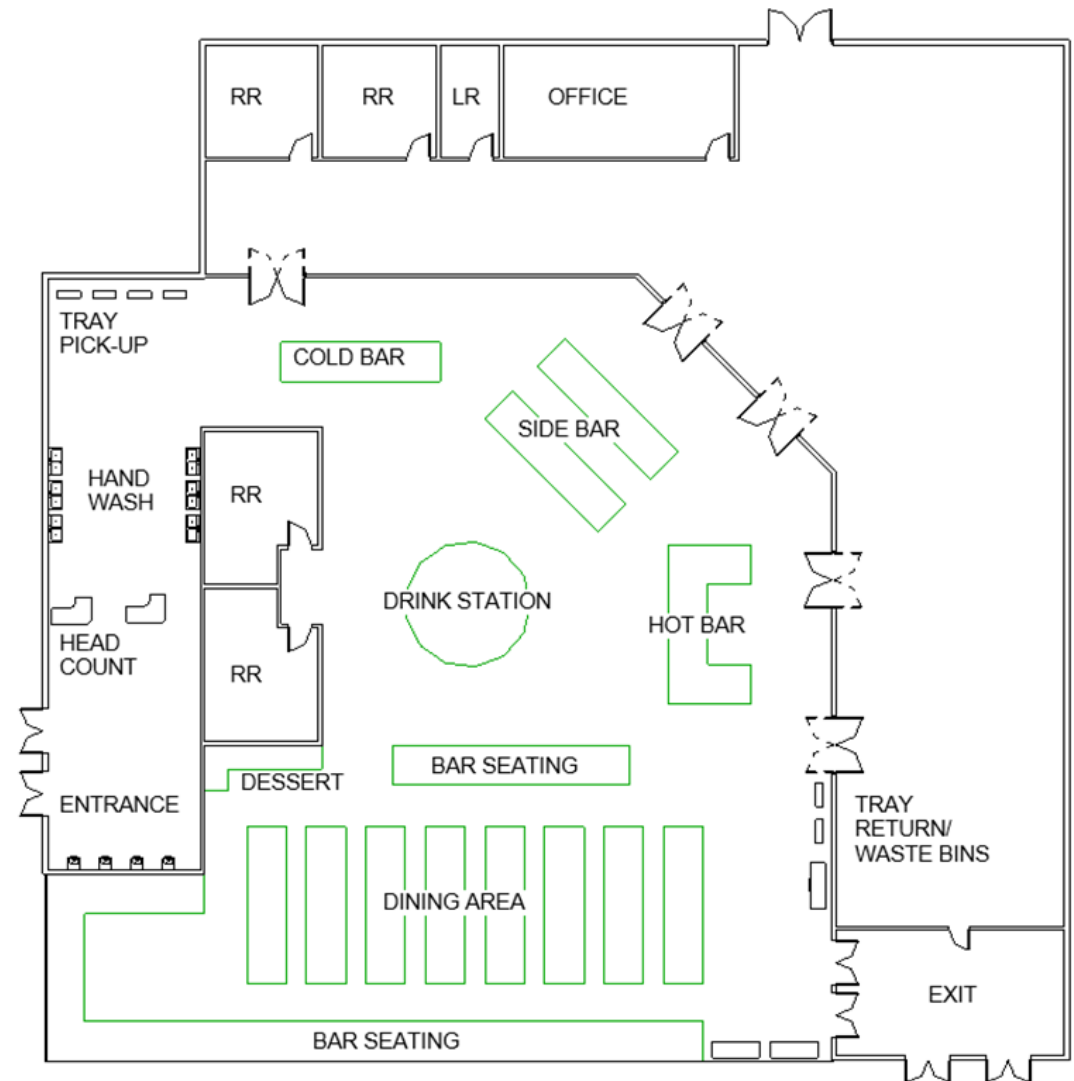 RR
RR
LR
OFFICE
TRAY
PICK-UP
COLD BAR
SIDE BAR
HAND
WASH
RR
DRINK STATION
HOT BAR
HEAD
COUNT
RR
BAR SEATING
DESSERT
ENTRANCE
TRAY
RETURN/
WASTE BINS
DINING AREA
EXIT
BAR SEATING